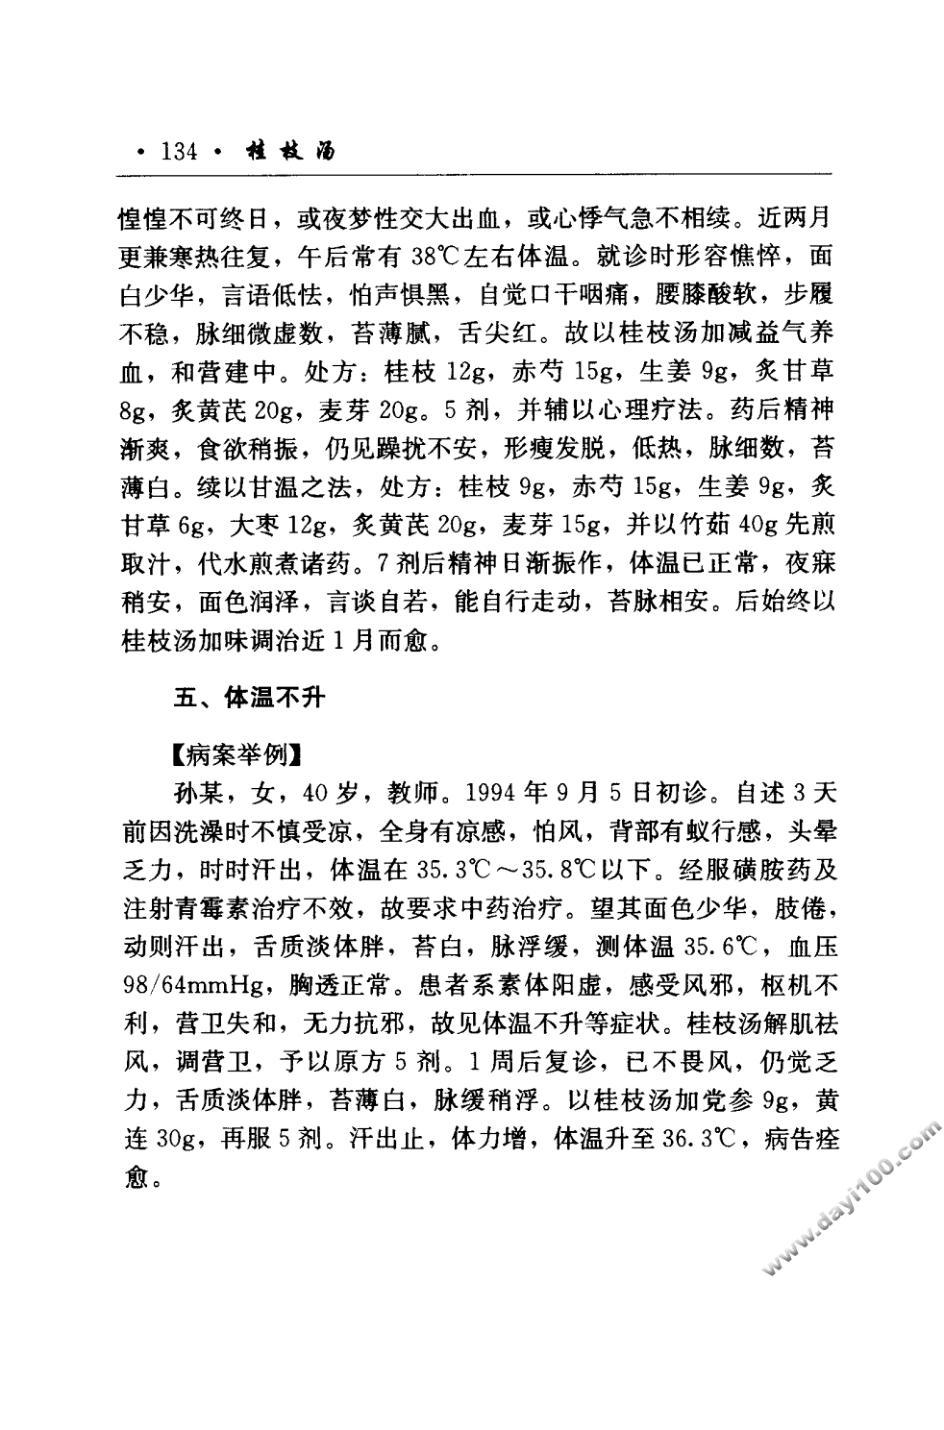 · 134 · 桂枝汤
惶惶不可终日，或夜梦性交大出血，或心悸气急不相续。近两月
更兼寒热往复，午后常有 38℃左右体温。就诊时形容憔悴，面
白少华，言语低怯，怕声惧黑，自觉口干咽痛，腰膝酸软，步履
不稳，脉细微虚数，苔薄腻，舌尖红。故以桂枝汤加减益气养
血，和营建中。处方：桂枝 12g，赤芍 15g，生姜 9g，炙甘草
8g，炙黄芪 20g，麦芽 20g。5 剂，并辅以心理疗法。药后精神
渐爽，食欲稍振，仍见躁扰不安，形瘦发脱，低热，脉细数，苔
薄白。续以甘温之法，处方：桂枝 9g，赤芍 15g，生姜 9g，炙
甘草 6g，大枣 12g，炙黄芪 20g，麦芽 15g，并以竹茹 40g 先煎
取汁，代水煎煮诸药。7 剂后精神日渐振作，体温已正常，夜寐
稍安，面色润泽，言谈自若，能自行走动，苔脉相安。后始终以
桂枝汤加味调治近 1 月而愈。
五、体温不升
【病案举例】
孙某，女，40 岁，教师。1994 年 9 月 5 日初诊。自述 3 天
前因洗澡时不慎受凉，全身有凉感，怕风，背部有蚁行感，头晕
乏力，时时汗出，体温在 35.3℃～35.8℃以下。经服磺胺药及
注射青霉素治疗不效，故要求中药治疗。望其面色少华，肢倦，
动则汗出，舌质淡体胖，苔白，脉浮缓，测体温 35.6℃，血压
98/64mmHg，胸透正常。患者系素体阳虚，感受风邪，枢机不
利，营卫失和，无力抗邪，故见体温不升等症状。桂枝汤解肌祛
风，调营卫，予以原方 5 剂。1 周后复诊，已不畏风，仍觉乏
力，舌质淡体胖，苔薄白，脉缓稍浮。以桂枝汤加党参 9g，黄
连 30g，再服 5 剂。汗出止，体力增，体温升至 36.3℃，病告痊
愈。
www.dayi100.com